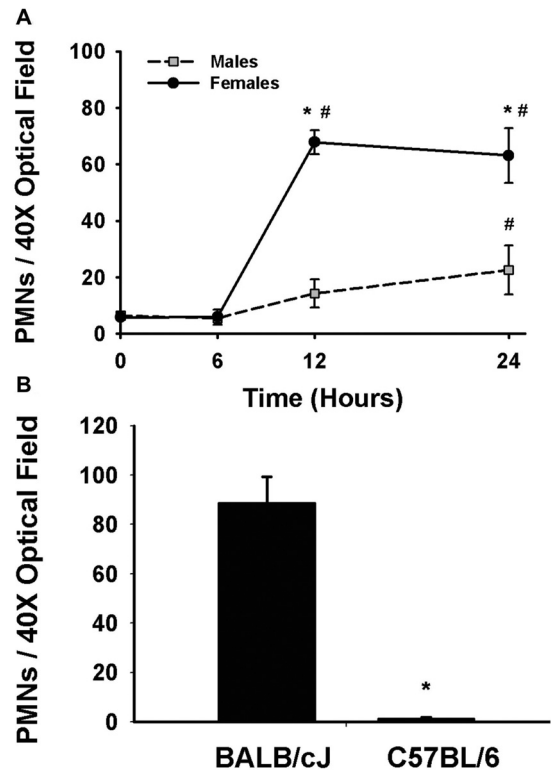 A
100
80
60
40
20
0
PMNs / 40X Optical Field
Males
Females
* #
* #
#
0 6 12 24
Time (Hours)
B
120
100
80
60
40
20
0
PMNs / 40X Optical Field
*
BALB/cJ C57BL/6